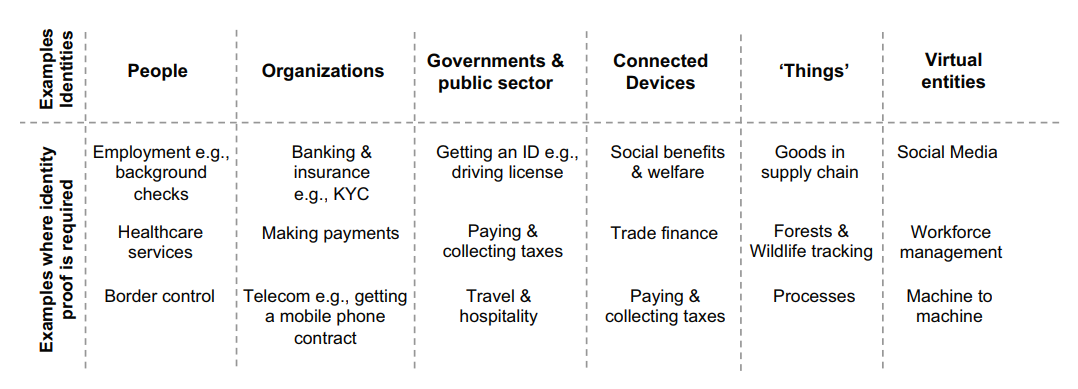 Examples
Identities
People
Organizations
Governments &
public sector
Connected
Devices
‘Things’
Virtual
entities
Examples where identity
proof is required
Employment e.g.,
background
checks
Banking &
insurance
e.g., KYC
Getting an ID e.g.,
driving license
Social benefits
& welfare
Goods in
supply chain
Social Media
Healthcare
services
Making payments
Paying &
collecting taxes
Trade finance
Forests &
Wildlife tracking
Workforce
management
Border control
Telecom e.g., getting
a mobile phone
contract
Travel &
hospitality
Paying &
collecting taxes
Processes
Machine to
machine